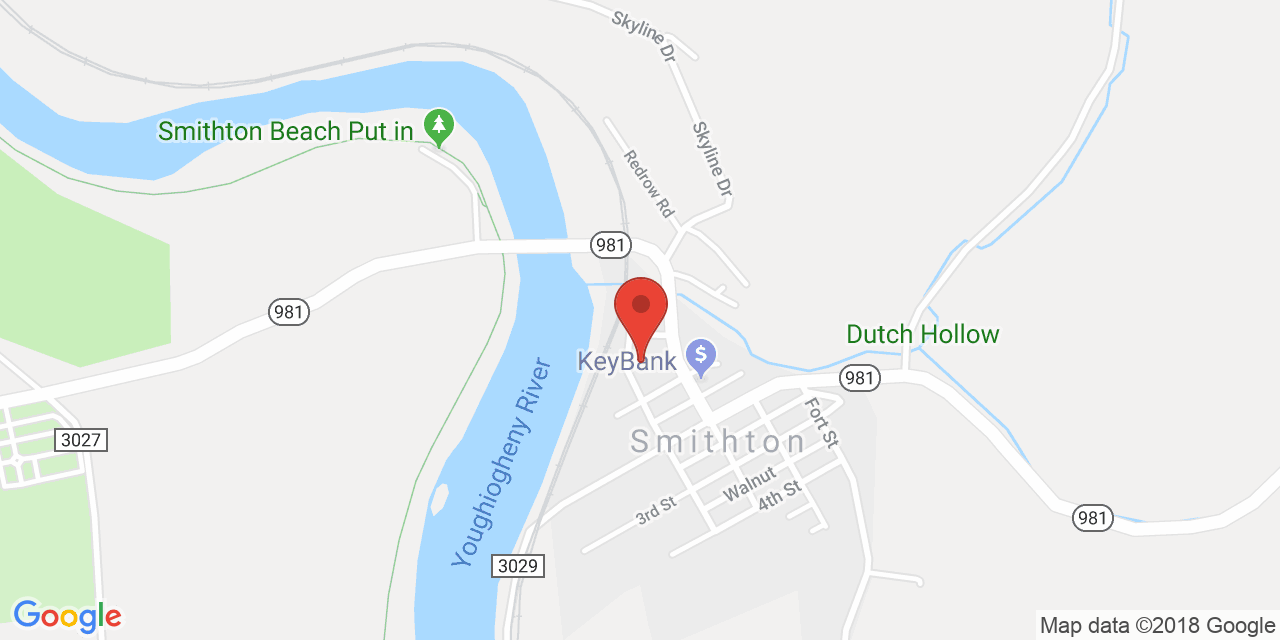 Skyline Dr
Smithton Beach Put in
Skyline Dr
Redrow Rd
981
981
Dutch Hollow
KeyBank
$
981
Youghiogheny River
Fort St
3027
Smithton
Walnut
4th St
3rd St
981
3029
Google
Map data ©2018 Google